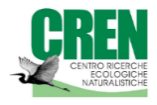 CREN
CENTRO RICERCHE
ECOLOGICHE
NATURALISTICHE